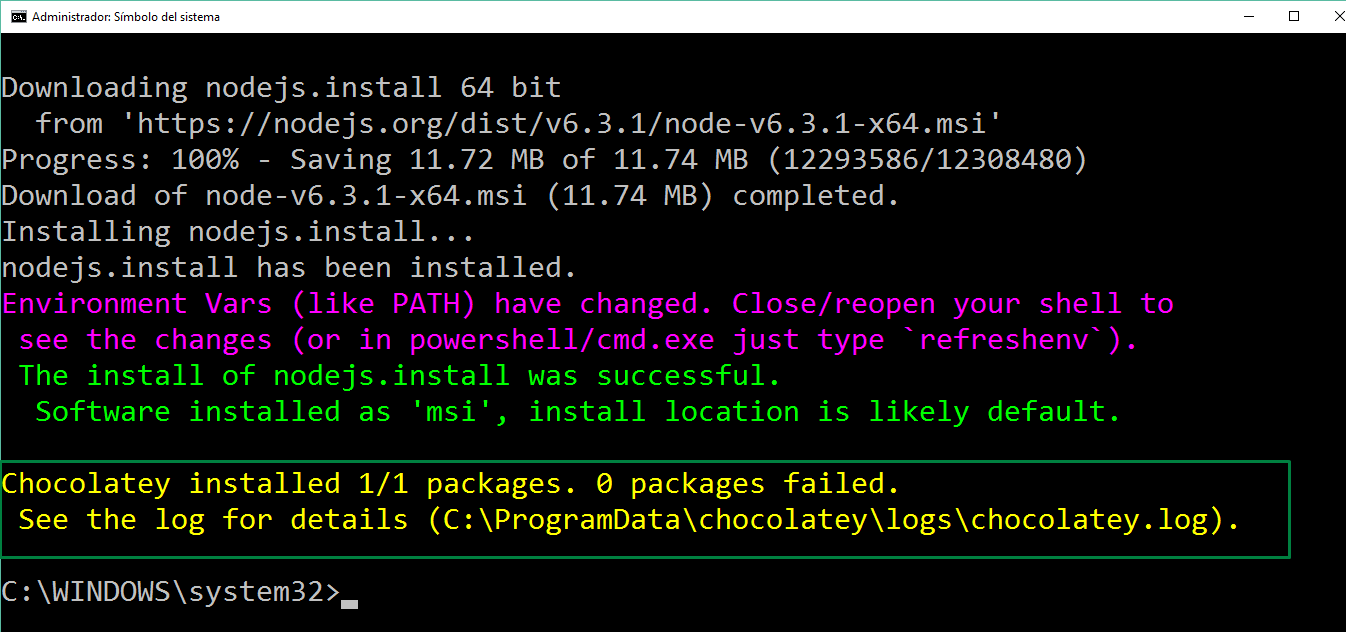 Administrador: Símbolo del sistema
Downloading nodejs.install 64 bit
from 'https://nodejs.org/dist/v6.3.1/node-v6.3.1-x64.msi'
Progress: 100% - Saving 11.72 MB of 11.74 MB (12293586/12308480)
Download of node-v6.3.1-x64.msi (11.74 MB) completed.
Installing nodejs.install...
nodejs.install has been installed.
Environment Vars (like PATH) have changed. Close/reopen your shell to
see the changes (or in powershell/cmd.exe just type `refreshenv`).
The install of nodejs.install was successful.
Software installed as 'msi', install location is likely default.
Chocolatey installed 1/1 packages. 0 packages failed.
See the log for details (C:\ProgramData\chocolatey\logs\chocolatey.log).
C:\WINDOWS\system32>